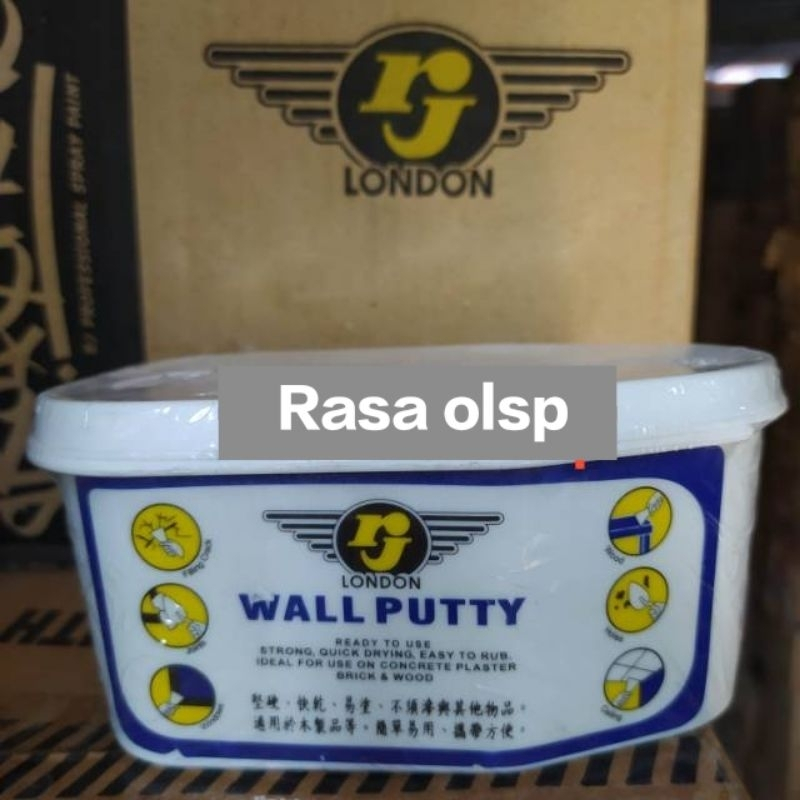 rj
LONDON
RJ PROFESSIONAL SPRAY PAINT
Rasa olsp
rj
LONDON
WALL PUTTY
READY TO USE
STRONG, QUICK DRYING, EASY TO RUB.
IDEAL FOR USE ON CONCRETE PLASTER
BRICK & WOOD
堅硬，快乾、易塗、不須滲與其他物品。
適用於木製品等。簡單易用、攜帶方便。
Filling Crack
Wood